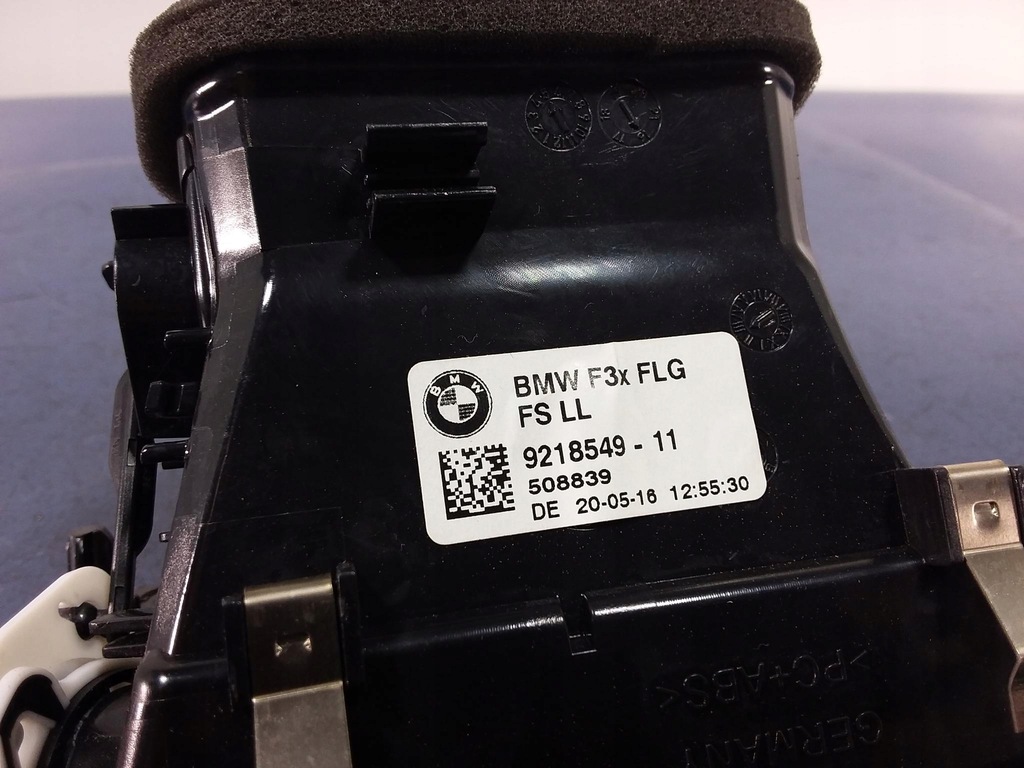 BMW
BMW F3x FLG
FS LL
9218549 - 11
508839
DE 20-05-16 12:55:30
>PC+ABS<
GERMANY